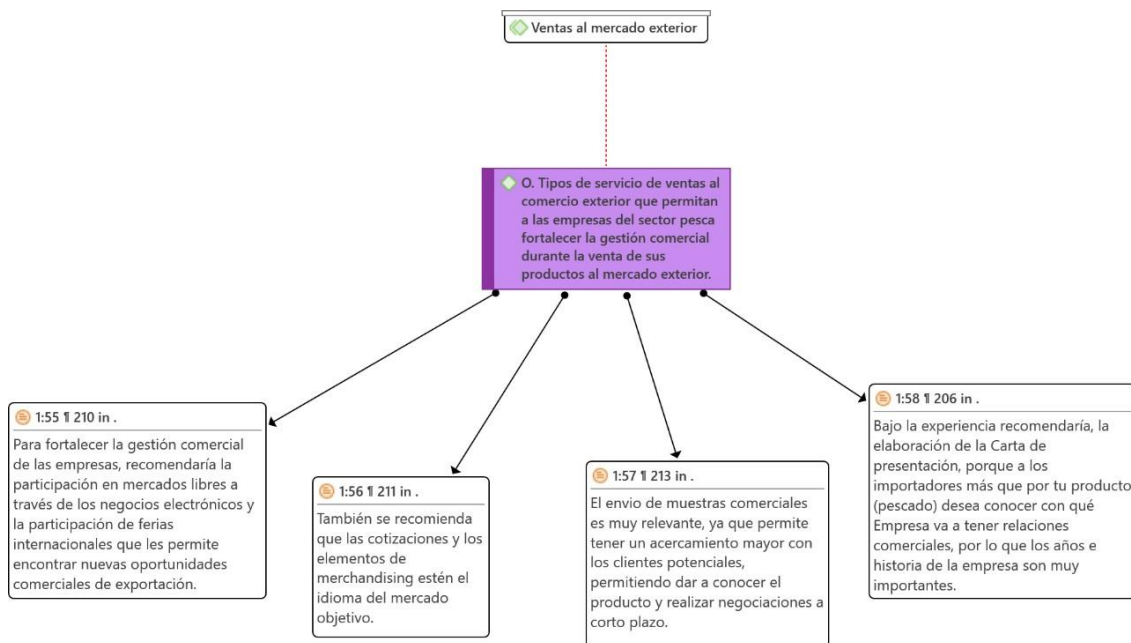 Ventas al mercado exterior
O. Tipos de servicio de ventas al
comercio exterior que permitan
a las empresas del sector pesca
fortalecer la gestión comercial
durante la venta de sus
productos al mercado exterior.
1:55 ¶ 210 in .
Para fortalecer la gestión comercial
de las empresas, recomendaría la
participación en mercados libres a
través de los negocios electrónicos y
la participación de ferias
internacionales que les permite
encontrar nuevas oportunidades
comerciales de exportación.
1:56 ¶ 211 in .
También se recomienda
que las cotizaciones y los
elementos de
merchandising estén el
idioma del mercado
objetivo.
1:57 ¶ 213 in .
El envio de muestras comerciales
es muy relevante, ya que permite
tener un acercamiento mayor con
los clientes potenciales,
permitiendo dar a conocer el
producto y realizar negociaciones a
corto plazo.
1:58 ¶ 206 in .
Bajo la experiencia recomendaría, la
elaboración de la Carta de
presentación, porque a los
importadores más que por tu producto
(pescado) desea conocer con qué
Empresa va a tener relaciones
comerciales, por lo que los años e
historia de la empresa son muy
importantes.